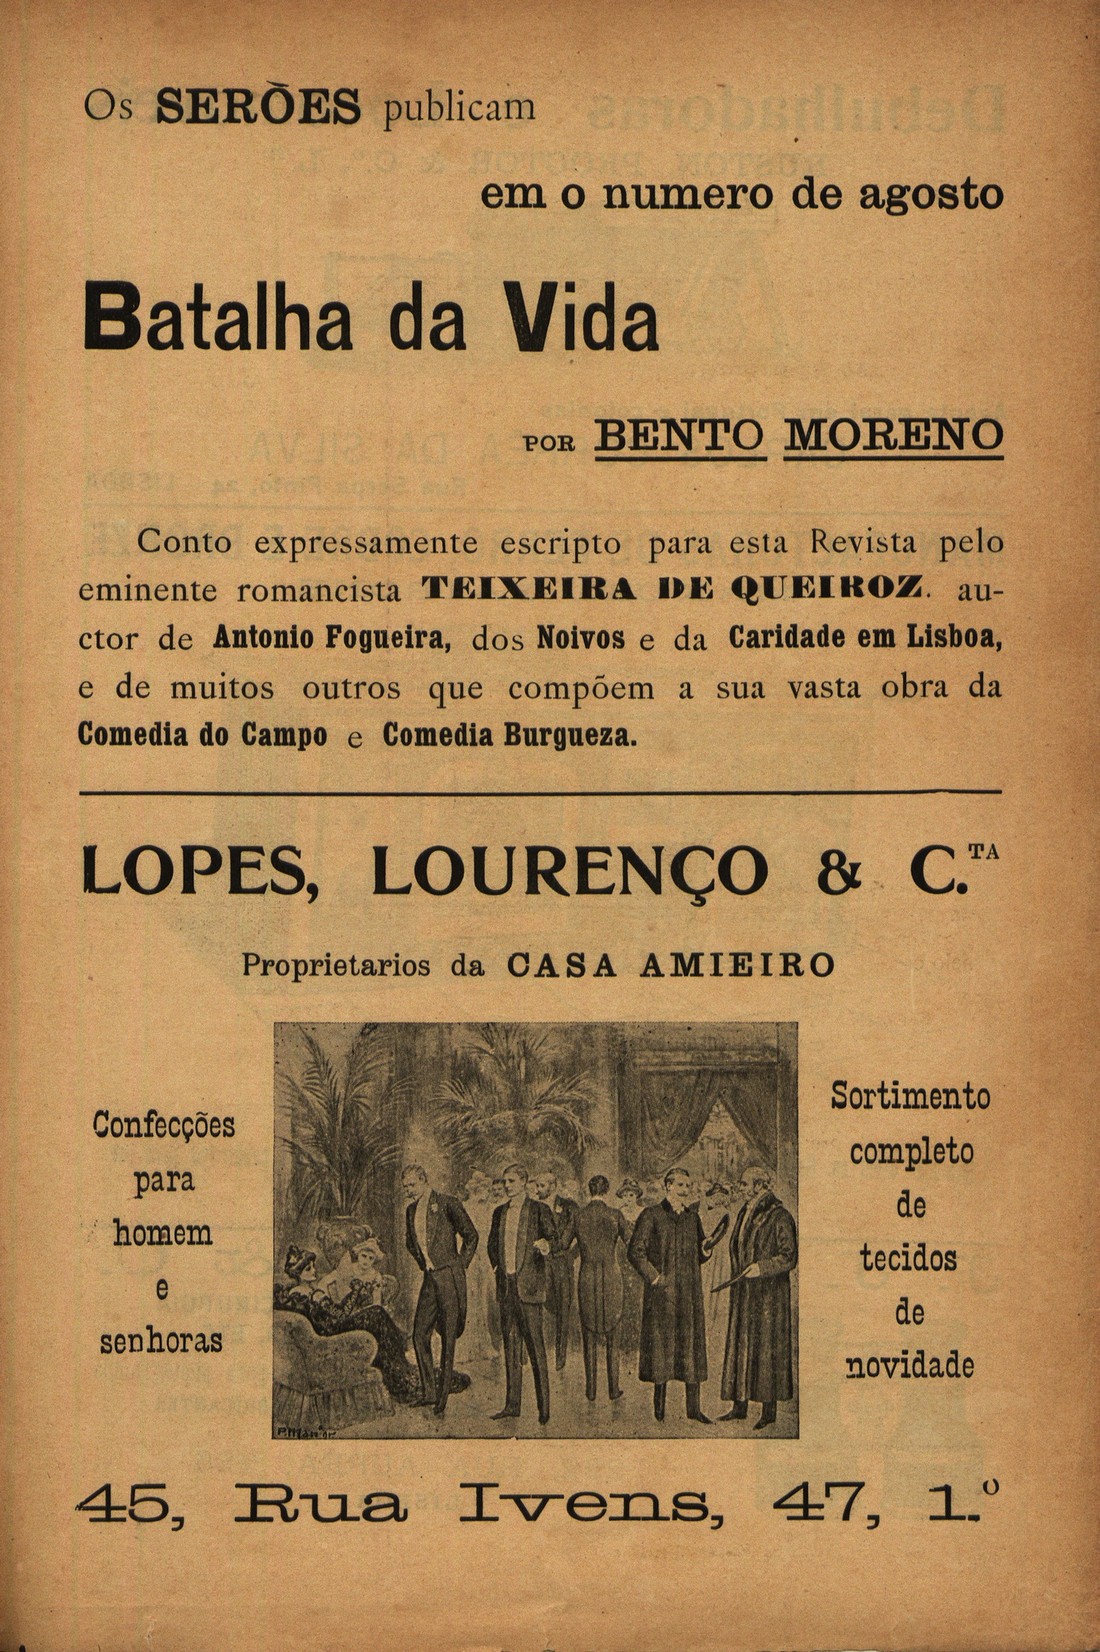 Os SERÕES publicam
em o numero de agosto
Batalha da Vida
POR BENTO MORENO
Conto expressamente escripto para esta Revista pelo
eminente romancista TEIXEIRA DE QUEIROZ. au-
ctor de Antonio Fogueira, dos Noivos e da Caridade em Lisboa,
e de muitos outros que compõem a sua vasta obra da
Comedia do Campo e Comedia Burgueza.
LOPES, LOURENÇO & C.TA
Proprietarios da CASA AMIEIRO
Confecções
para
homem
e
senhoras
Sortimento
completo
de
tecidos
de
novidade
45, Rua Ivens, 47, 1.º